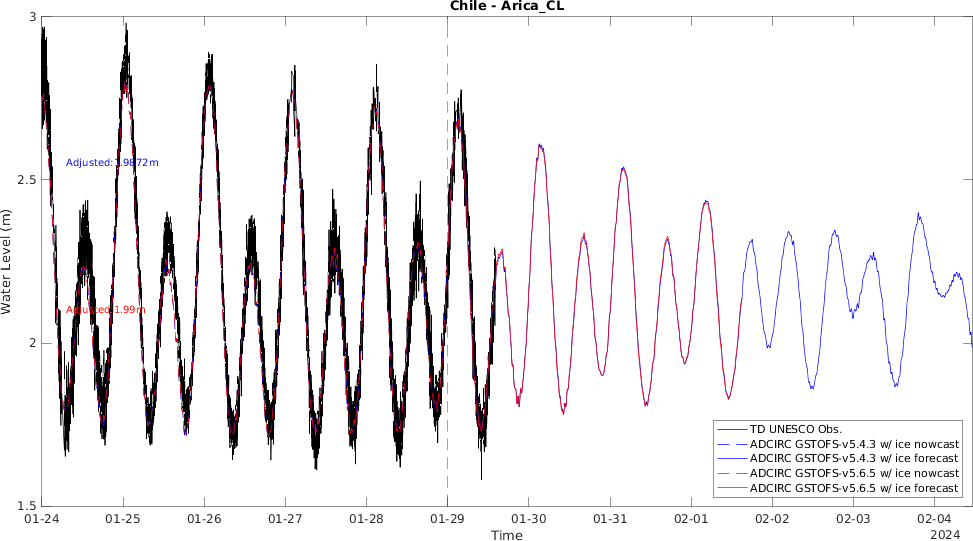 Chile - Arica_CL
3
2.5
2
1.5
Water Level (m)
Adjusted: 1.9872m
Adjusted: 1.99m
TD UNESCO Obs.
ADCIRC GSTOFS-v5.4.3 w/ ice nowcast
ADCIRC GSTOFS-v5.4.3 w/ ice forecast
ADCIRC GSTOFS-v5.6.5 w/ ice nowcast
ADCIRC GSTOFS-v5.6.5 w/ ice forecast
01-24 01-25 01-26 01-27 01-28 01-29 01-30 01-31 02-01 02-02 02-03 02-04
Time
2024